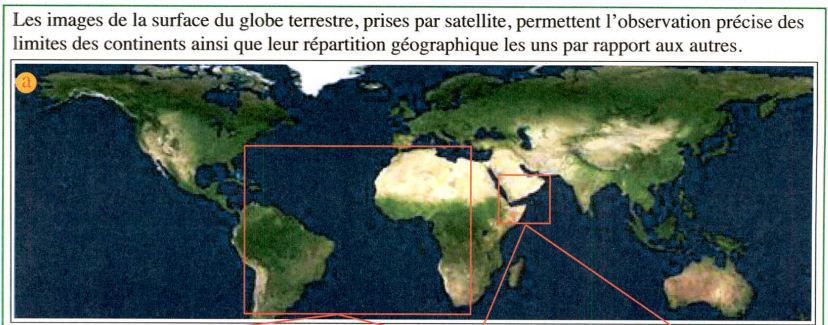 Les images de la surface du globe terrestre, prises par satellite, permettent l'observation précise des
limites des continents ainsi que leur répartition géographique les uns par rapport aux autres.
a